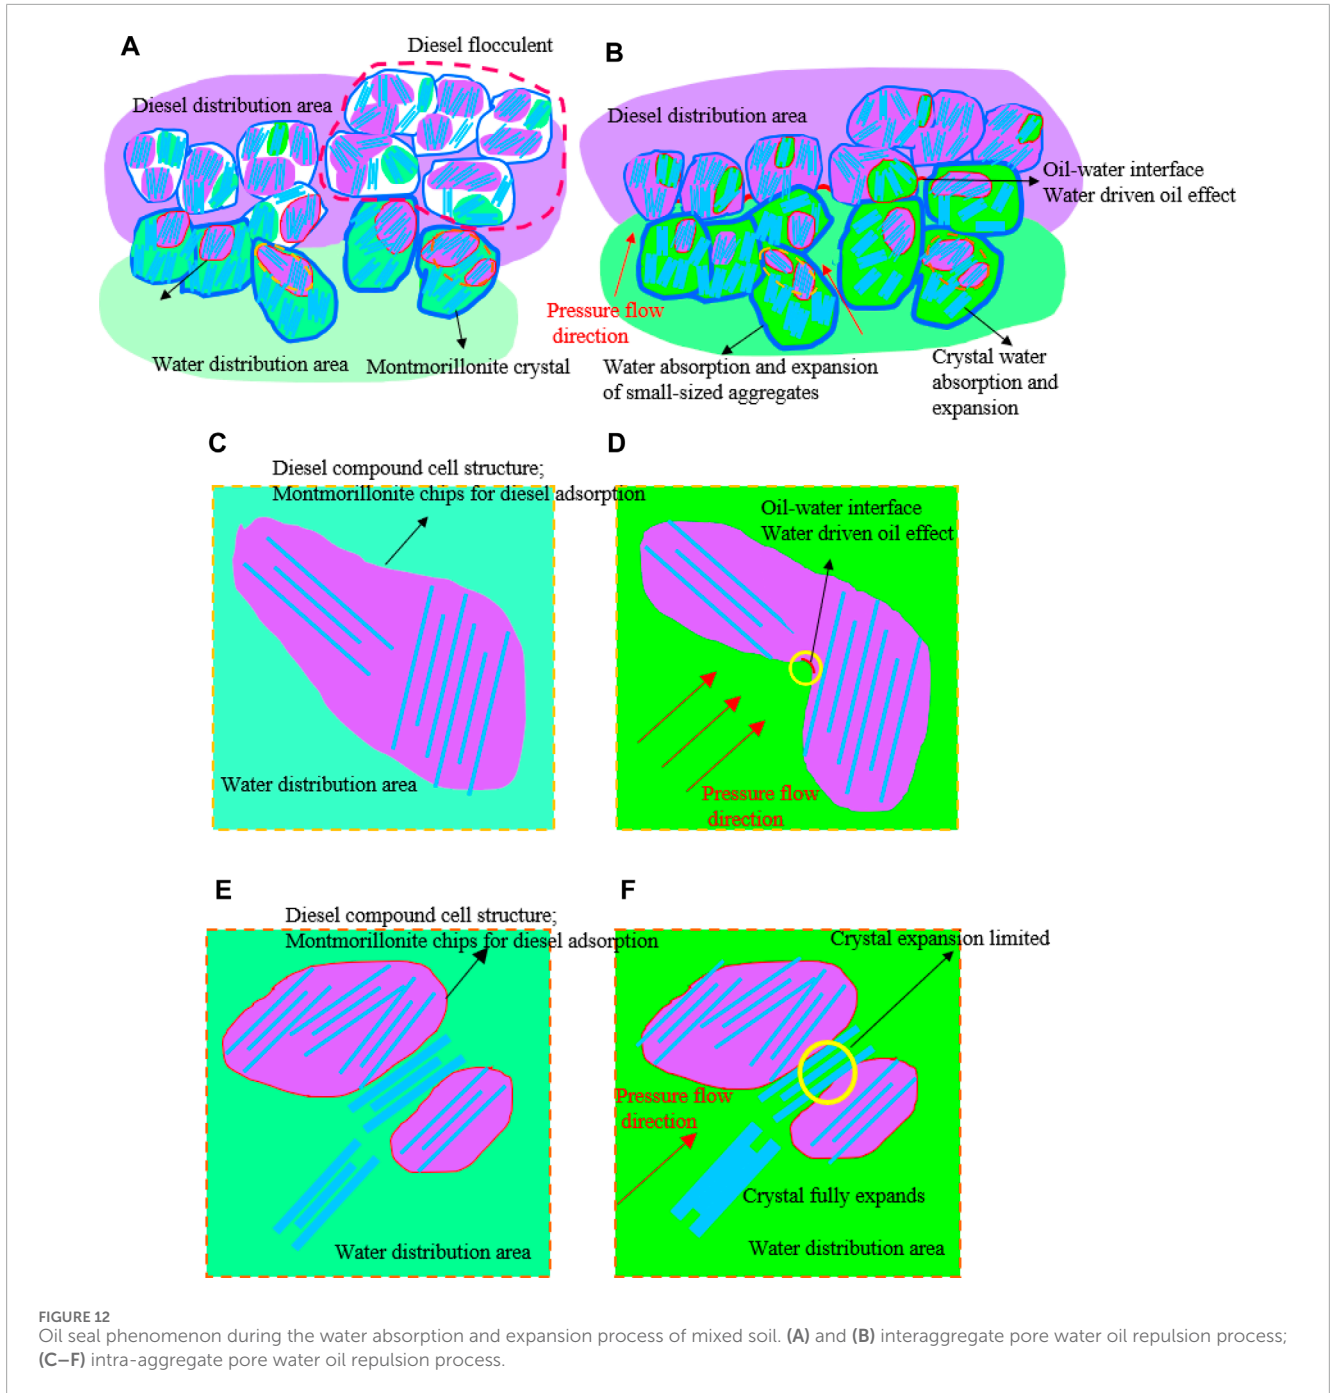 A
Diesel flocculent
Diesel distribution area
Water distribution area
Montmorillonite crystal
B
Diesel distribution area
Oil-water interface
Water driven oil effect
Pressure flow
direction
Water absorption and expansion
of small-sized aggregates
Crystal water
absorption and
expansion
C
Diesel compound cell structure;
Montmorillonite chips for diesel adsorption
Water distribution area
D
Oil-water interface
Water driven oil effect
Pressure flow
direction
E
Diesel compound cell structure;
Montmorillonite chips for diesel adsorption
Water distribution area
F
Crystal expansion limited
Pressure flow
direction
Crystal fully expands
Water distribution area
FIGURE 12
Oil seal phenomenon during the water absorption and expansion process of mixed soil. (A) and (B) interaggregate pore water oil repulsion process;
(C–F) intra-aggregate pore water oil repulsion process.